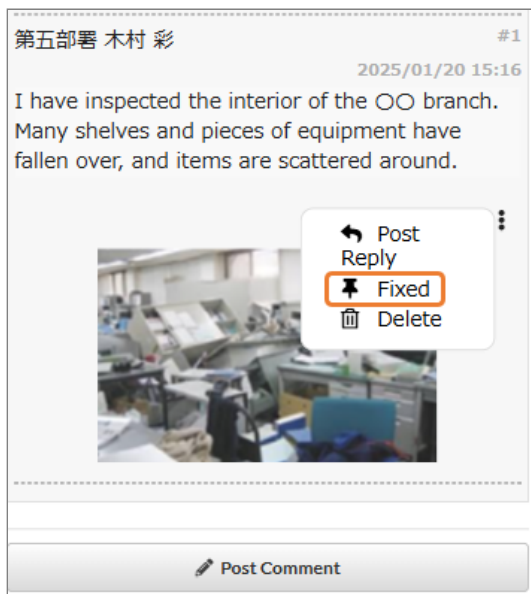 第五部署 木村 彩
#1
2025/01/20 15:16
I have inspected the interior of the 〇〇 branch.
Many shelves and pieces of equipment have
fallen over, and items are scattered around.
Post
Reply
Fixed
Delete
Post Comment